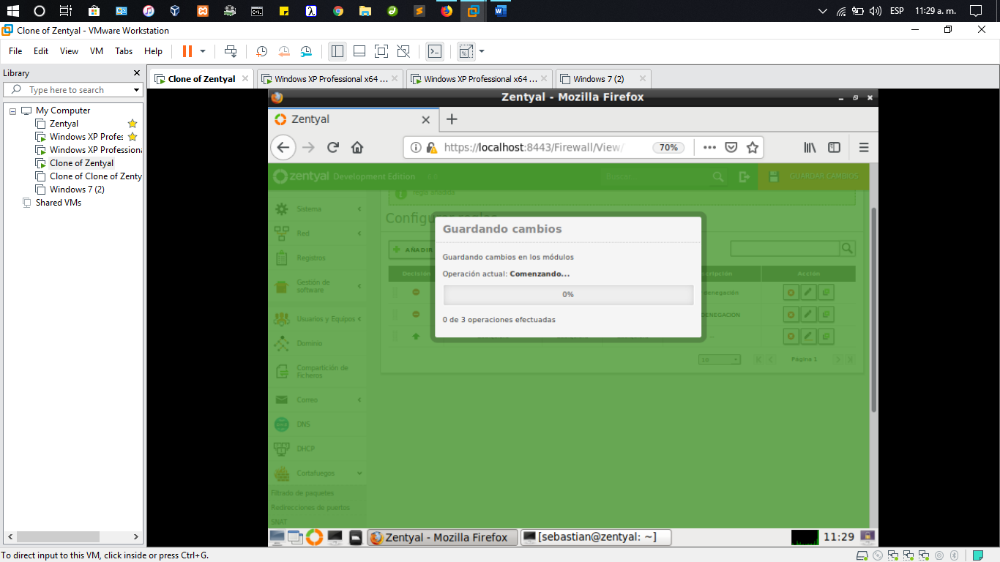 ESP 11:29 a. m.
Clone of Zentyal - VMware Workstation
File Edit View VM Tabs Help
Library
Type here to search
My Computer
Zentyal
Windows XP Profes
Windows XP Professiona
Clone of Zentyal
Clone of Clone of Zenty
Windows 7 (2)
Shared VMs
Clone of Zentyal
Windows XP Professional x64 ...
Windows XP Professional x64 ...
Windows 7 (2)
Zentyal - Mozilla Firefox
Zentyal
https://localhost:8443/Firewall/View/
70%
zentyal Development Edition
Buscar
GUARDAR CAMBIOS
Sistema
Red
Registros
Gestión de
software
Usuarios y Equipos
Dominio
Compartición de
Ficheros
Correo
DNS
DHCP
Cortafuegos
Filtrado de paquetes
Redirecciones de puertos
SNAT
regla añadida
AÑADIR
Decisión
Acción
denegación
DENEGACIÓN
10
Página 1
Guardando cambios
Guardando cambios en los módulos
Operación actual: Comenzando...
0%
0 de 3 operaciones efectuadas
Zentyal - Mozilla Firefox
[sebastian@zentyal: ~]
11:29
To direct input to this VM, click inside or press Ctrl+G.